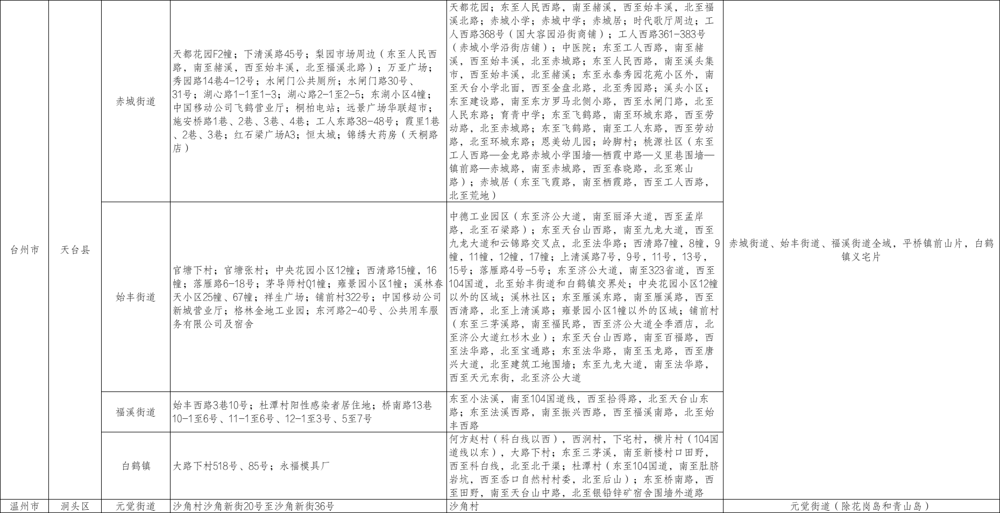 台州市
天台县
赤城街道
天都花园F2幢；下清溪路45号；梨园市场周边（东至人民西
路，南至赭溪，西至始丰溪，北至福溪北路）；万亚广场；
秀园路14巷4-12号；水闸门公共厕所；水闸门路30号、
31号；湖心路1-1至1-3；湖心路2-1至2-5；东湖小区4幢；
中国移动公司飞鹤营业厅；桐柏电站；远景广场华联超市；
施安桥路1巷、2巷、3巷、4巷；工人东路38-48号；霞里1巷
、2巷、3巷；红石梁广场A3；恒太城；锦绣大药房（天桐路
店）
天都花园；东至人民西路，南至赭溪，西至始丰溪，北至福
溪北路；赤城小学；赤城中学；赤城居；时代歌厅周边；工
人西路368号（国大容园沿街商铺）；工人西路361-383号
（赤城小学沿街店铺）；中医院；东至工人西路，南至赭
溪，西至始丰溪，北至赤城路；东至人民西路，南至溪头集
市，西至始丰溪，北至赭溪；东至永泰秀园花苑小区外，南
至天台小学北面，西至金盘北路，北至秀园路；溪头小区；
东至建设路，南至东方罗马北侧小路，西至水闸门路，北至
人民东路；育青中学；东至飞鹤路，南至环城东路，西至劳
动路，北至赤城路；东至飞鹤路，南至工人东路，西至劳动
路，北至环城东路；恩美幼儿园；岭脚村；桃源社区（东至
工人西路—金龙路赤城小学围墙—栖霞中路—义里巷围墙—
镇前路—赤城路，南至赤城路，西至春晓路，北至寒山
路）；赤城居（东至飞霞路，南至栖霞路，西至工人西路，
北至荒地）
赤城街道、始丰街道、福溪街道全域，平桥镇前山片，白鹤
镇义宅片
始丰街道
官塘下村；官塘张村；中央花园小区12幢；西清路15幢，16
幢；落雁路6-18号；茅导师村Q1幢；雍景园小区1幢；溪林春
天小区25幢、67幢；祥生广场；铺前村322号；中国移动公司
新城营业厅；格林金地工业园；东河路2-40号、公共用车服
务有限公司及宿舍
中德工业园区（东至济公大道，南至丽泽大道，西至孟岸
路，北至石梁路）；东至天台山西路，南至九龙大道，西至
九龙大道和云锦路交叉点，北至法华路；西清路7幢，8幢，9
幢，11幢，12幢，17幢；上清溪路7号，9号，11号，13号，
15号；落雁路4号-5号；东至济公大道，南至323省道，西至
104国道，北至始丰街道和白鹤镇交界处；中央花园小区12幢
以外的区域；溪林社区；东至雁溪东路，南至雁溪路，西至
西清路，北至上清溪路；雍景园小区1幢以外的区域；铺前村
（东至三茅溪路，南至福民路，西至济公大道全季酒店，北
至济公大道红杉木业）；东至天台山西路，南至百福路，西
至法华路，北至宝通路；东至法华路，南至玉龙路，西至唐
兴大道，北至建筑工地围墙；东至九龙大道，南至法华路，
西至天元东街，北至济公大道
福溪街道
始丰西路3巷10号；杜潭村阳性感染者居住地；桥南路13巷
10-1至6号、11-1至6号、12-1至3号、5至7号
东至小法溪，南至104国道线，西至拾得路，北至天台山东
路；东至法溪西路，南至振兴西路，西至福溪南路，北至始
丰西路
白鹤镇
大路下村518号、85号；永福模具厂
何方赵村（科白线以西），西涧村，下宅村，横片村（104国
道线以东），大路下村；东至三茅溪，南至新楼村口田野，
西至科白线，北至北干渠；杜潭村（东至104国道，南至肚脐
岩坑，西至岙口自然村村委，北至后山）；东至桥南路，西
至田野，南至天台山中路，北至银铅锌矿宿舍围墙外道路
温州市
洞头区
元觉街道
沙角村沙角新街20号至沙角新街36号
沙角村
元觉街道（除花岗岛和青山岛）